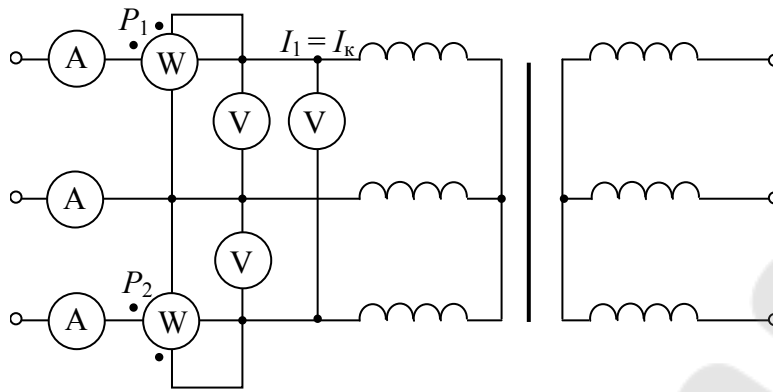 P₁
A W I₁ = Iк
V V
A
V
P₂
A W